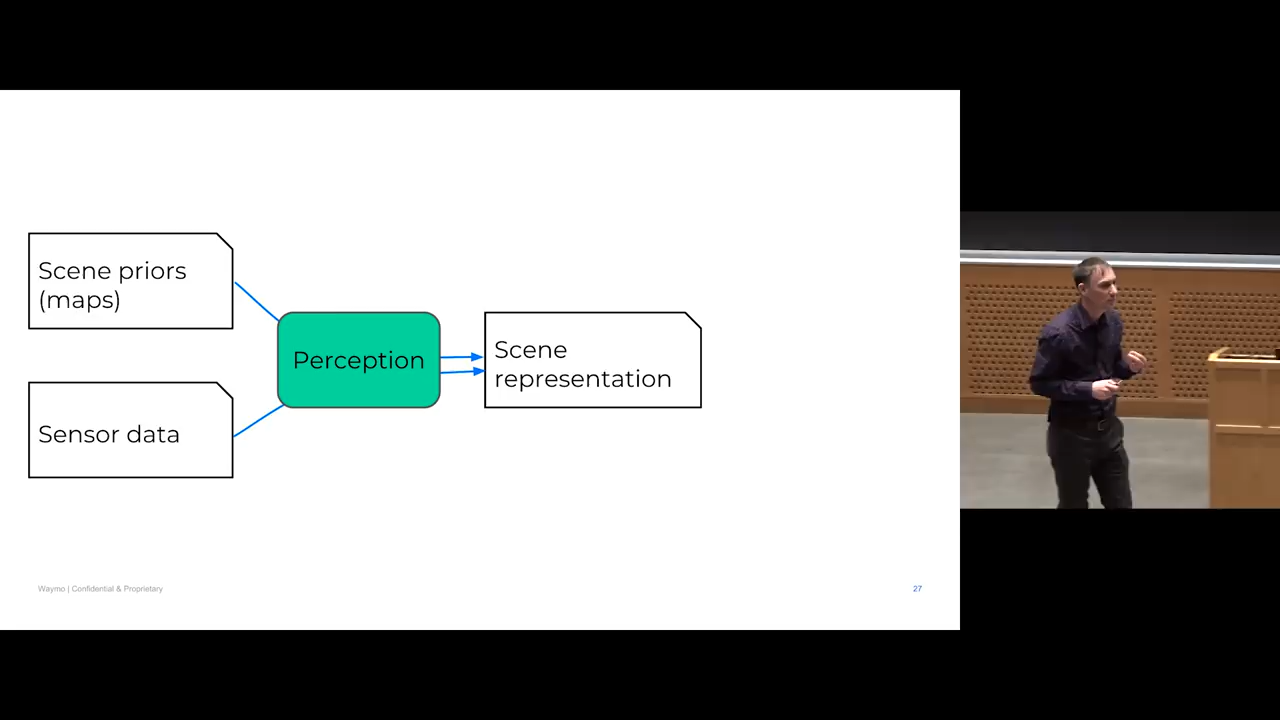 Scene priors
(maps)
Perception
Scene
representation
Sensor data
Waymo | Confidential & Proprietary
27